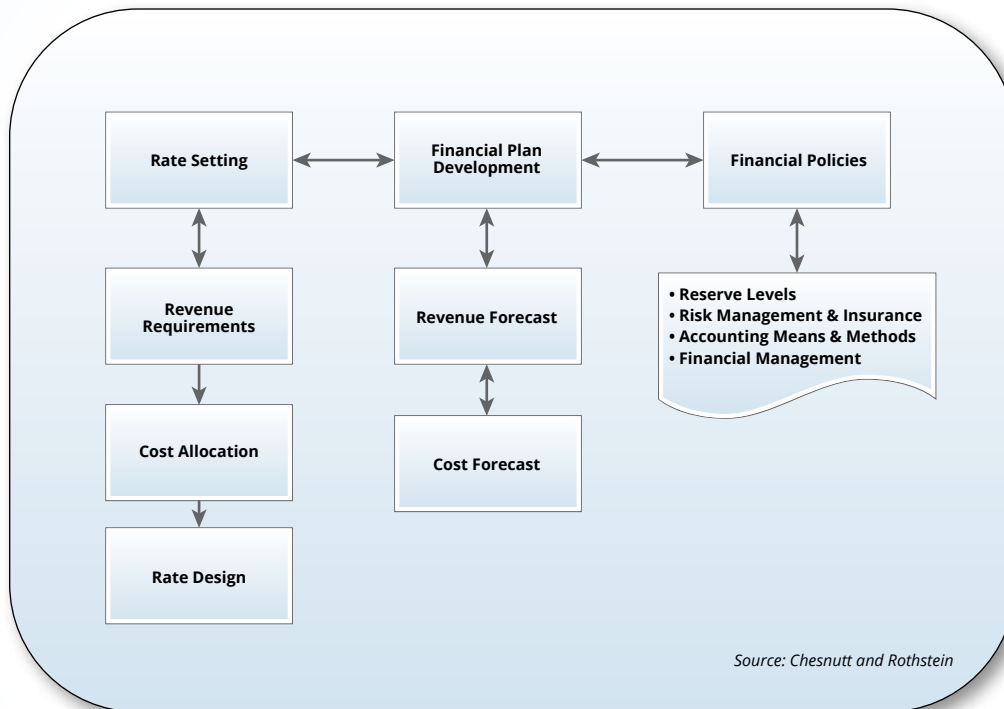 Rate Setting
Financial Plan
Development
Financial Policies
Revenue
Requirements
Revenue Forecast
• Reserve Levels
• Risk Management & Insurance
• Accounting Means & Methods
• Financial Management
Cost Allocation
Cost Forecast
Rate Design
Source: Chesnutt and Rothstein